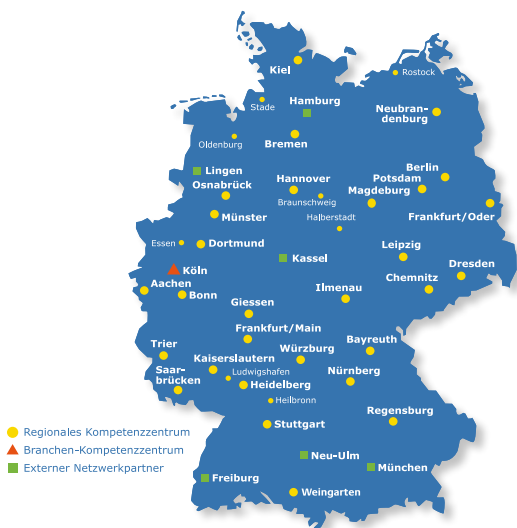 Kiel
Rostock
Stade
Hamburg
Neubran-
denburg
Oldenburg
Bremen
Lingen
Osnabrück
Hannover
Braunschweig
Berlin
Potsdam
Magdeburg
Frankfurt/Oder
Münster
Halberstadt
Essen
Dortmund
Kassel
Leipzig
Dresden
Köln
Chemnitz
Aachen
Bonn
Ilmenau
Giessen
Frankfurt/Main
Würzburg
Bayreuth
Trier
Kaiserslautern
Saar-
brücken
Ludwigshafen
Heidelberg
Nürnberg
Heilbronn
Regensburg
Stuttgart
Regionales Kompetenzzentrum
Branchen-Kompetenzzentrum
Externer Netzwerkpartner
Neu-Ulm
München
Freiburg
Weingarten